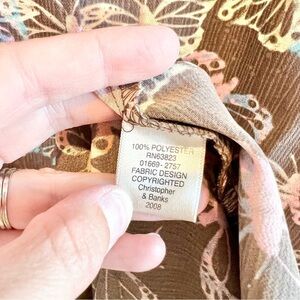 100% POLYESTER
RN63823
01669 - 2757
FABRIC DESIGN
COPYRIGHTED
Christopher
& Banks
2008